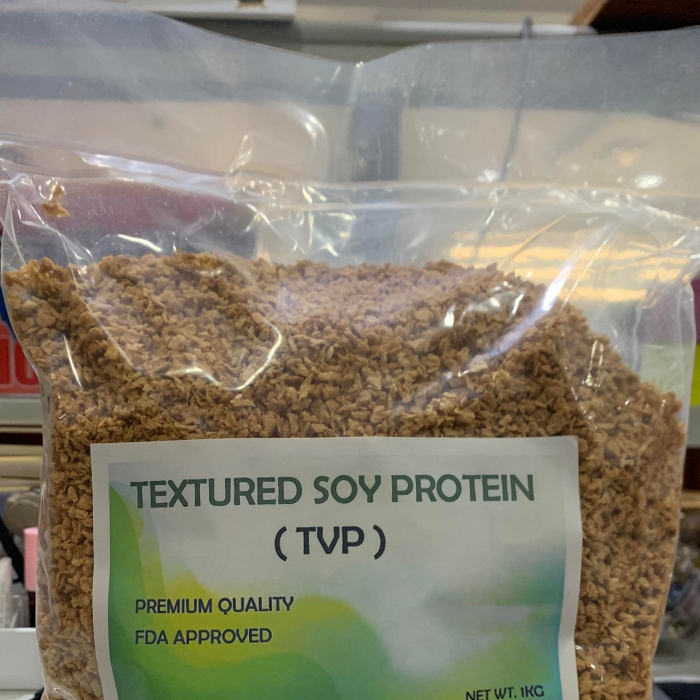 TEXTURED SOY PROTEIN
( TVP )
PREMIUM QUALITY
FDA APPROVED
NET WT. 1KG